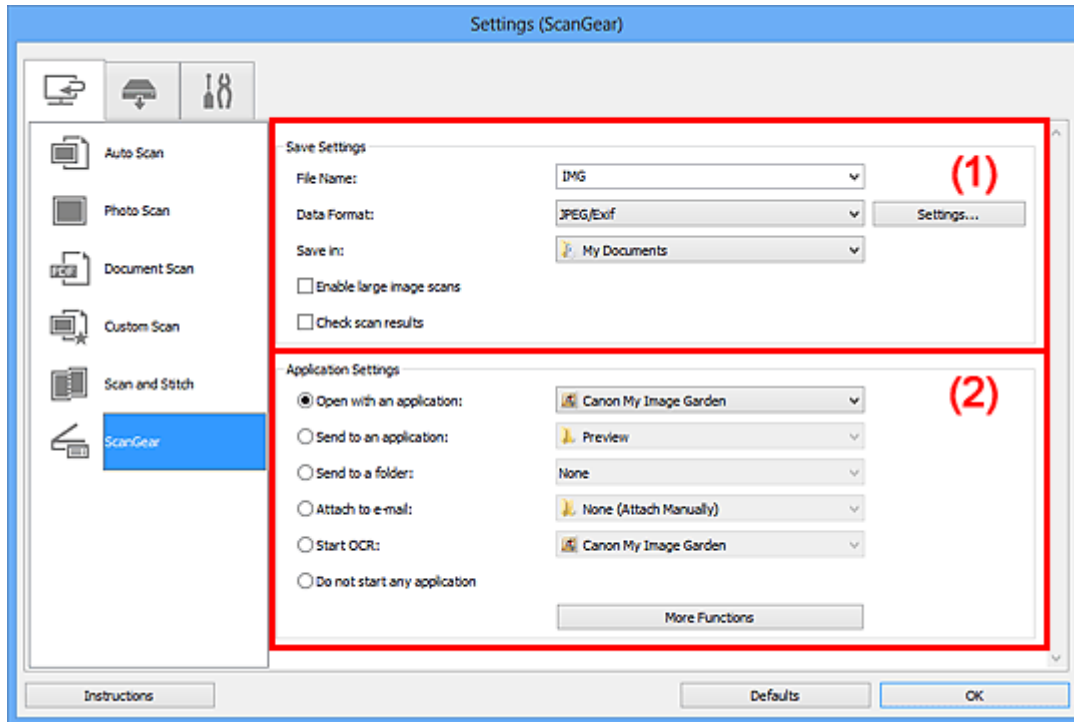 Settings (ScanGear)
Auto Scan
Photo Scan
Document Scan
Custom Scan
Scan and Stitch
ScanGear
Save Settings
(1)
File Name: IMG
Data Format: JPEG/Exif Settings...
Save in: My Documents
Enable large image scans
Check scan results
Application Settings
(2)
Open with an application: Canon My Image Garden
Send to an application: Preview
Send to a folder: None
Attach to e-mail: None (Attach Manually)
Start OCR: Canon My Image Garden
Do not start any application
More Functions
Instructions Defaults OK